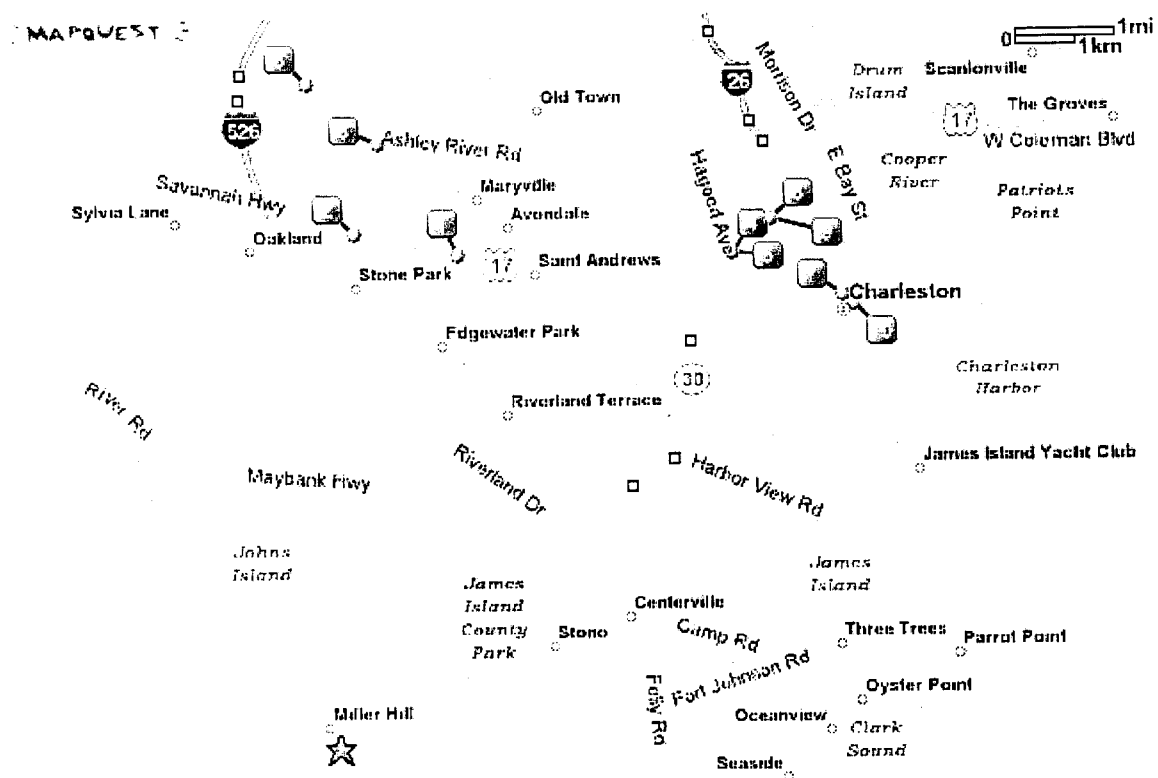 MAPQUEST
0 1mi
1km
Scanlonville
Drum
Island
26
Morrison Dr
Old Town
17
The Groves
W Coleman Blvd
526
Ashley River Rd
Cooper
River
E Bay St
Hagood Ave
Patriots
Point
Savannah Hwy
Maryville
Sylvia Lane
Avondale
Oakland
Stone Park
17
Saint Andrews
Charleston
Edgewater Park
30
Charleston
Harbor
River Rd
Riverland Terrace
James Island Yacht Club
Maybank Hwy
Riverland Dr
Harbor View Rd
Johns
Island
James
Island
County
Park
James
Island
Centerville
Stono
Camp Rd
Three Trees
Parrot Point
Fort Johnson Rd
Folly Rd
Oyster Point
Miller Hill
Oceanview
Clark
Sound
Seaside